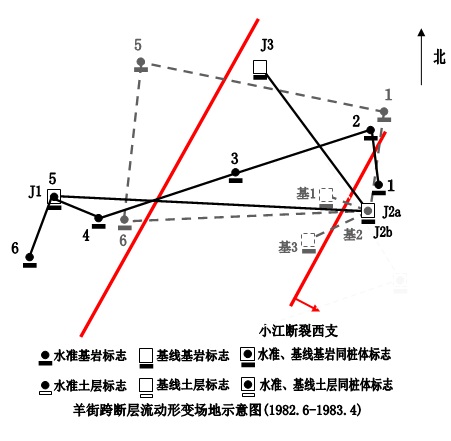 5
J3
北
1
2
3
基1
1
5
J1
J2a
4
6
基2
J2b
6
基3
小江断裂西支
水准基岩标志
基线基岩标志
水准、基线基岩同桩体标志
水准土层标志
基线土层标志
水准、基线土层同桩体标志
羊街跨断层流动形变场地示意图(1982.6-1983.4)